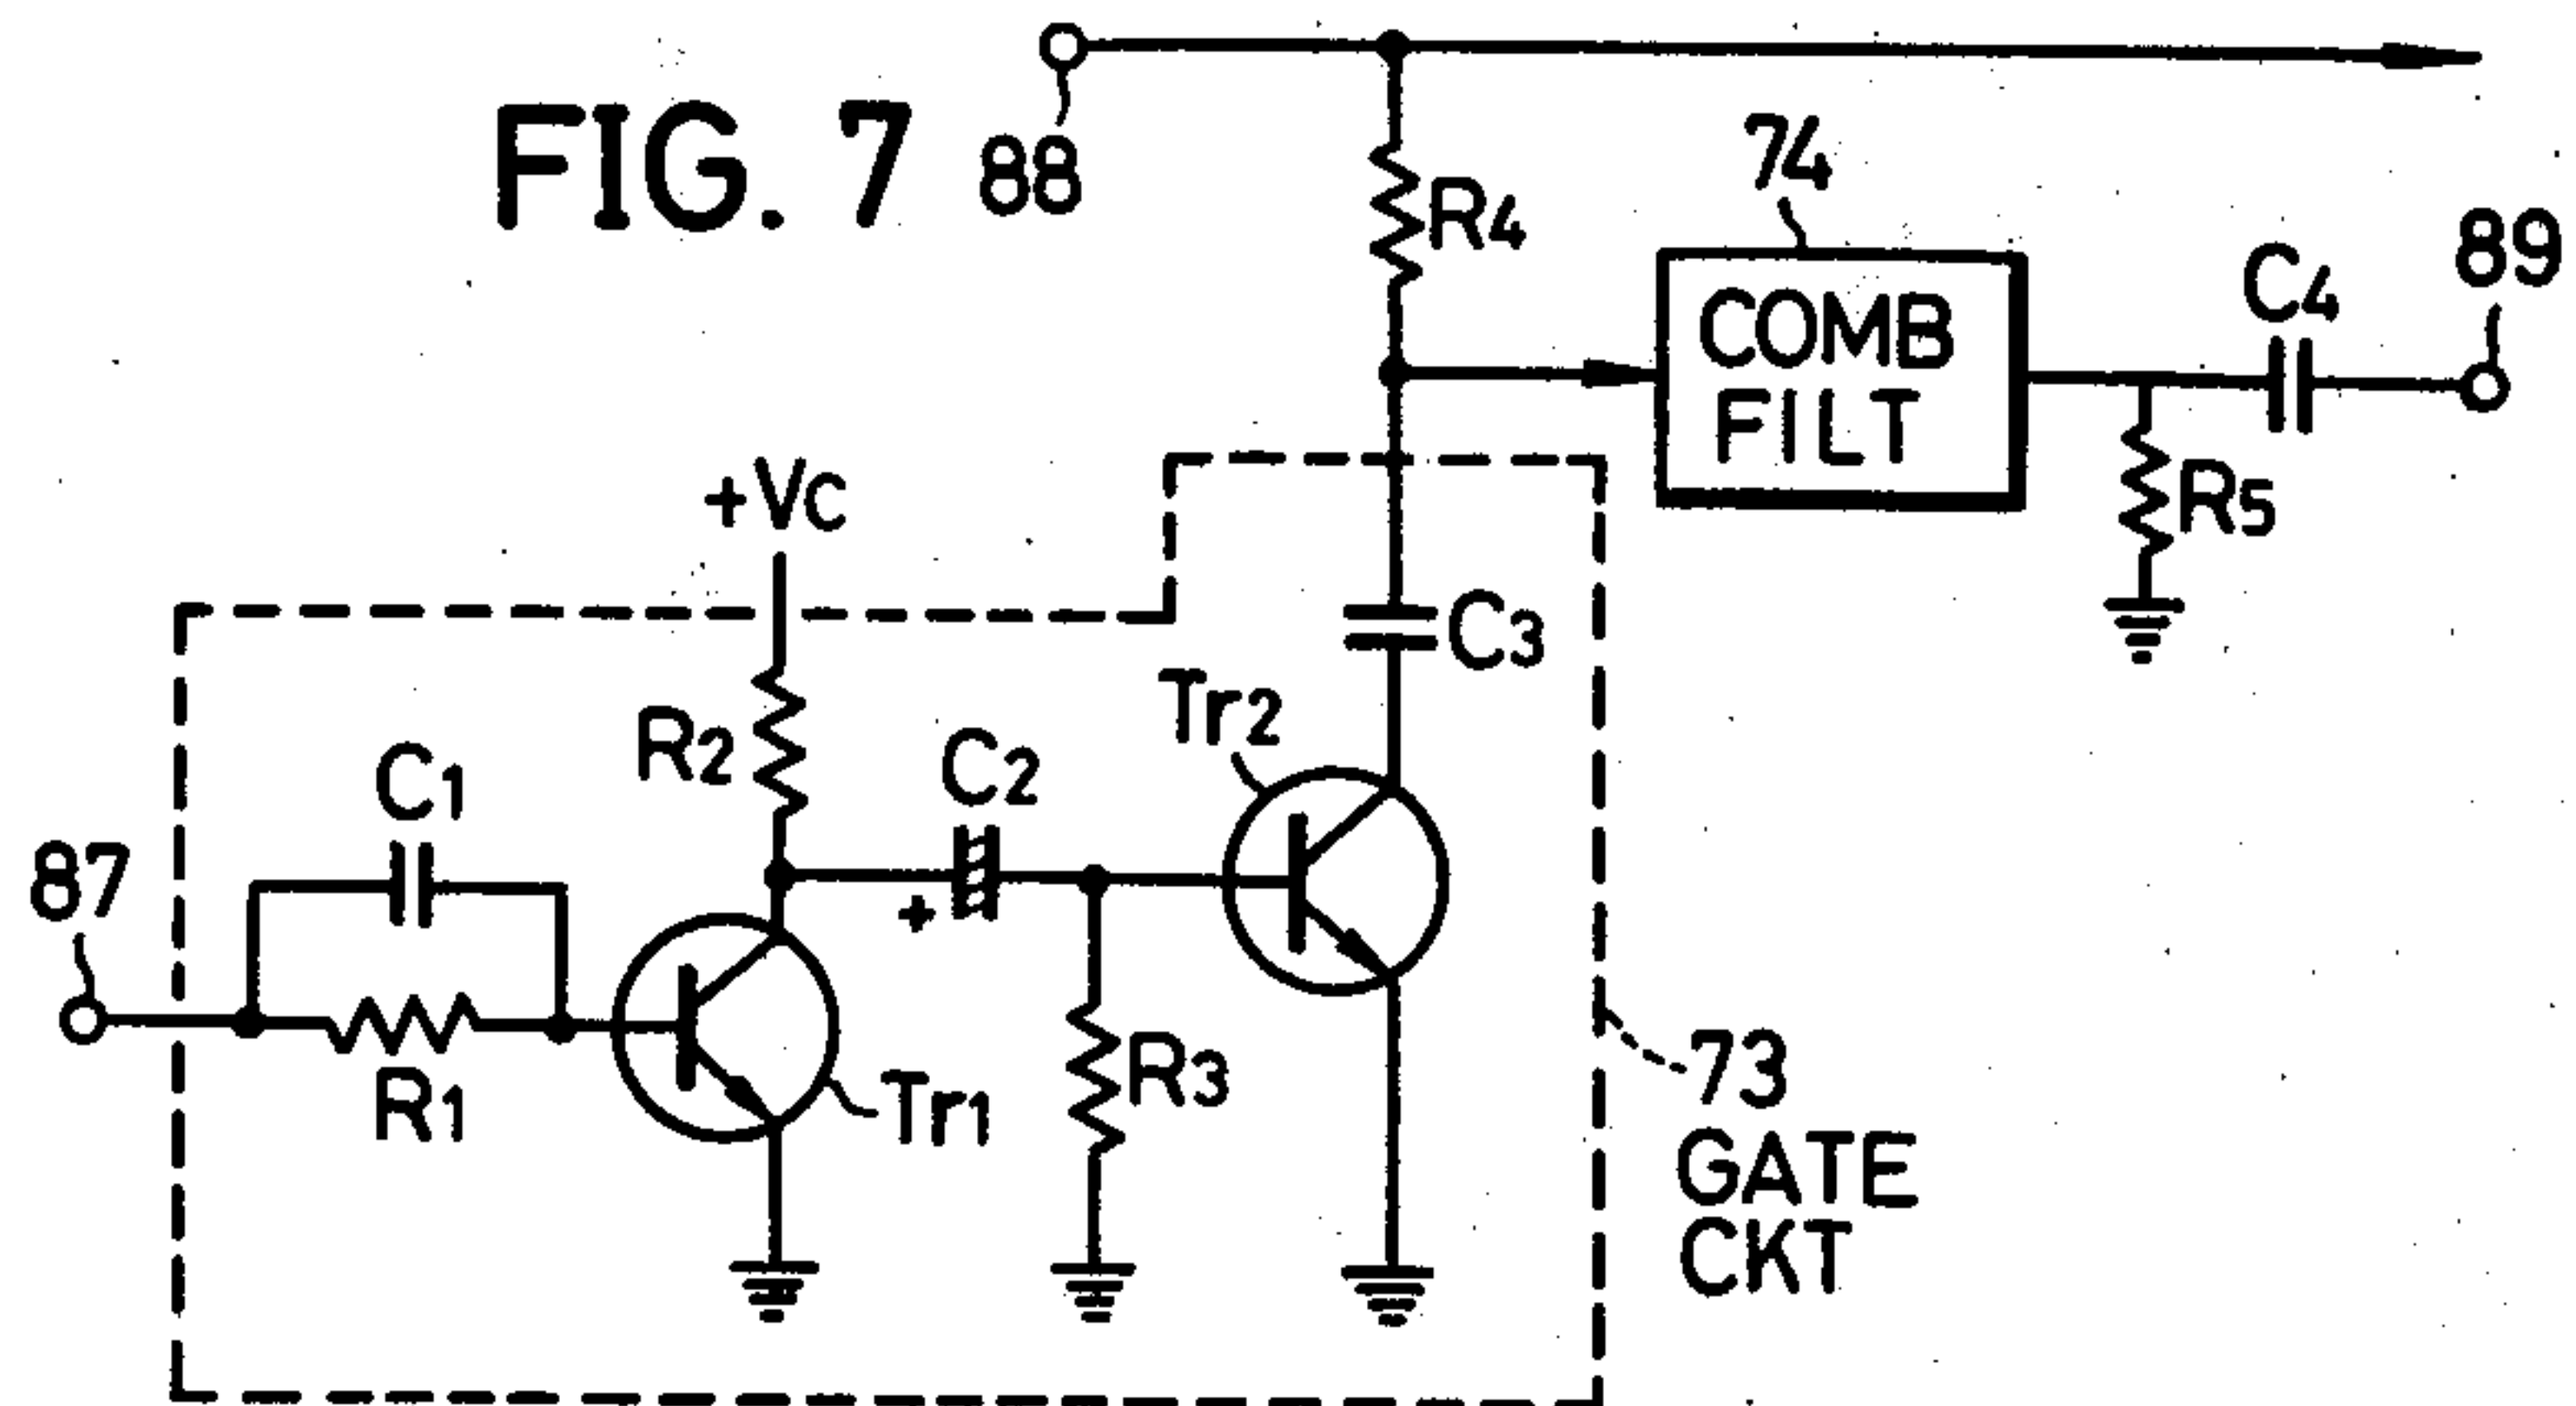 FIG. 7
88
R4
74
COMB
FILT
C4
89
R5
+Vc
R2
C1
87
R1
C2
Tr1
R3
Tr2
C3
73
GATE
CKT
+